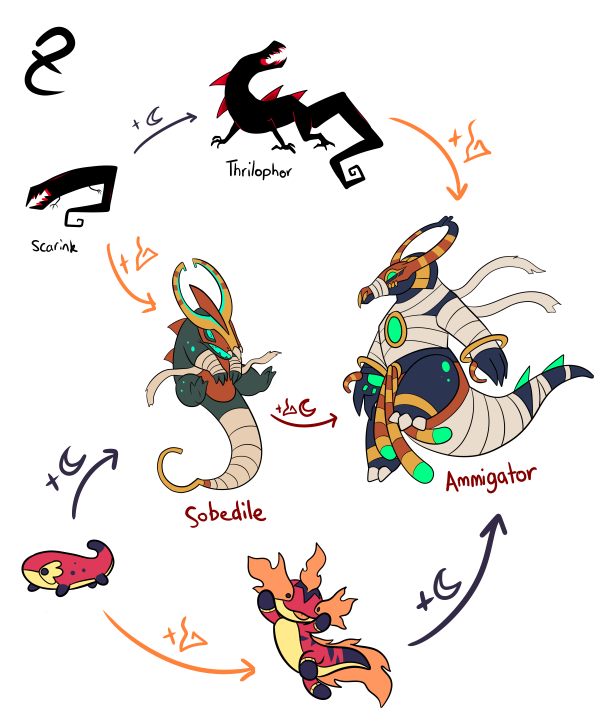 +
Thrilophor
+
Scarink
+
+
Sobedile
Ammigator
+
+
+